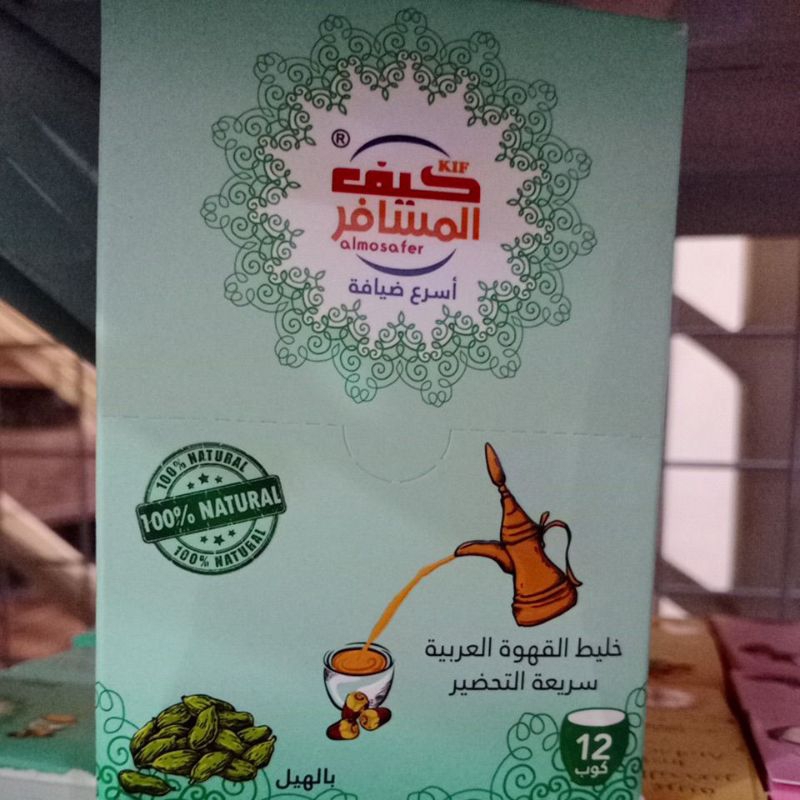 ®
KIF
كيف
المسافر
almosafer
أسرع ضيافة
100% NATURAL
100% NATURAL
100% NATURAL
خليط القهوة العربية
سريعة التحضير
12
كوب
بالهيل